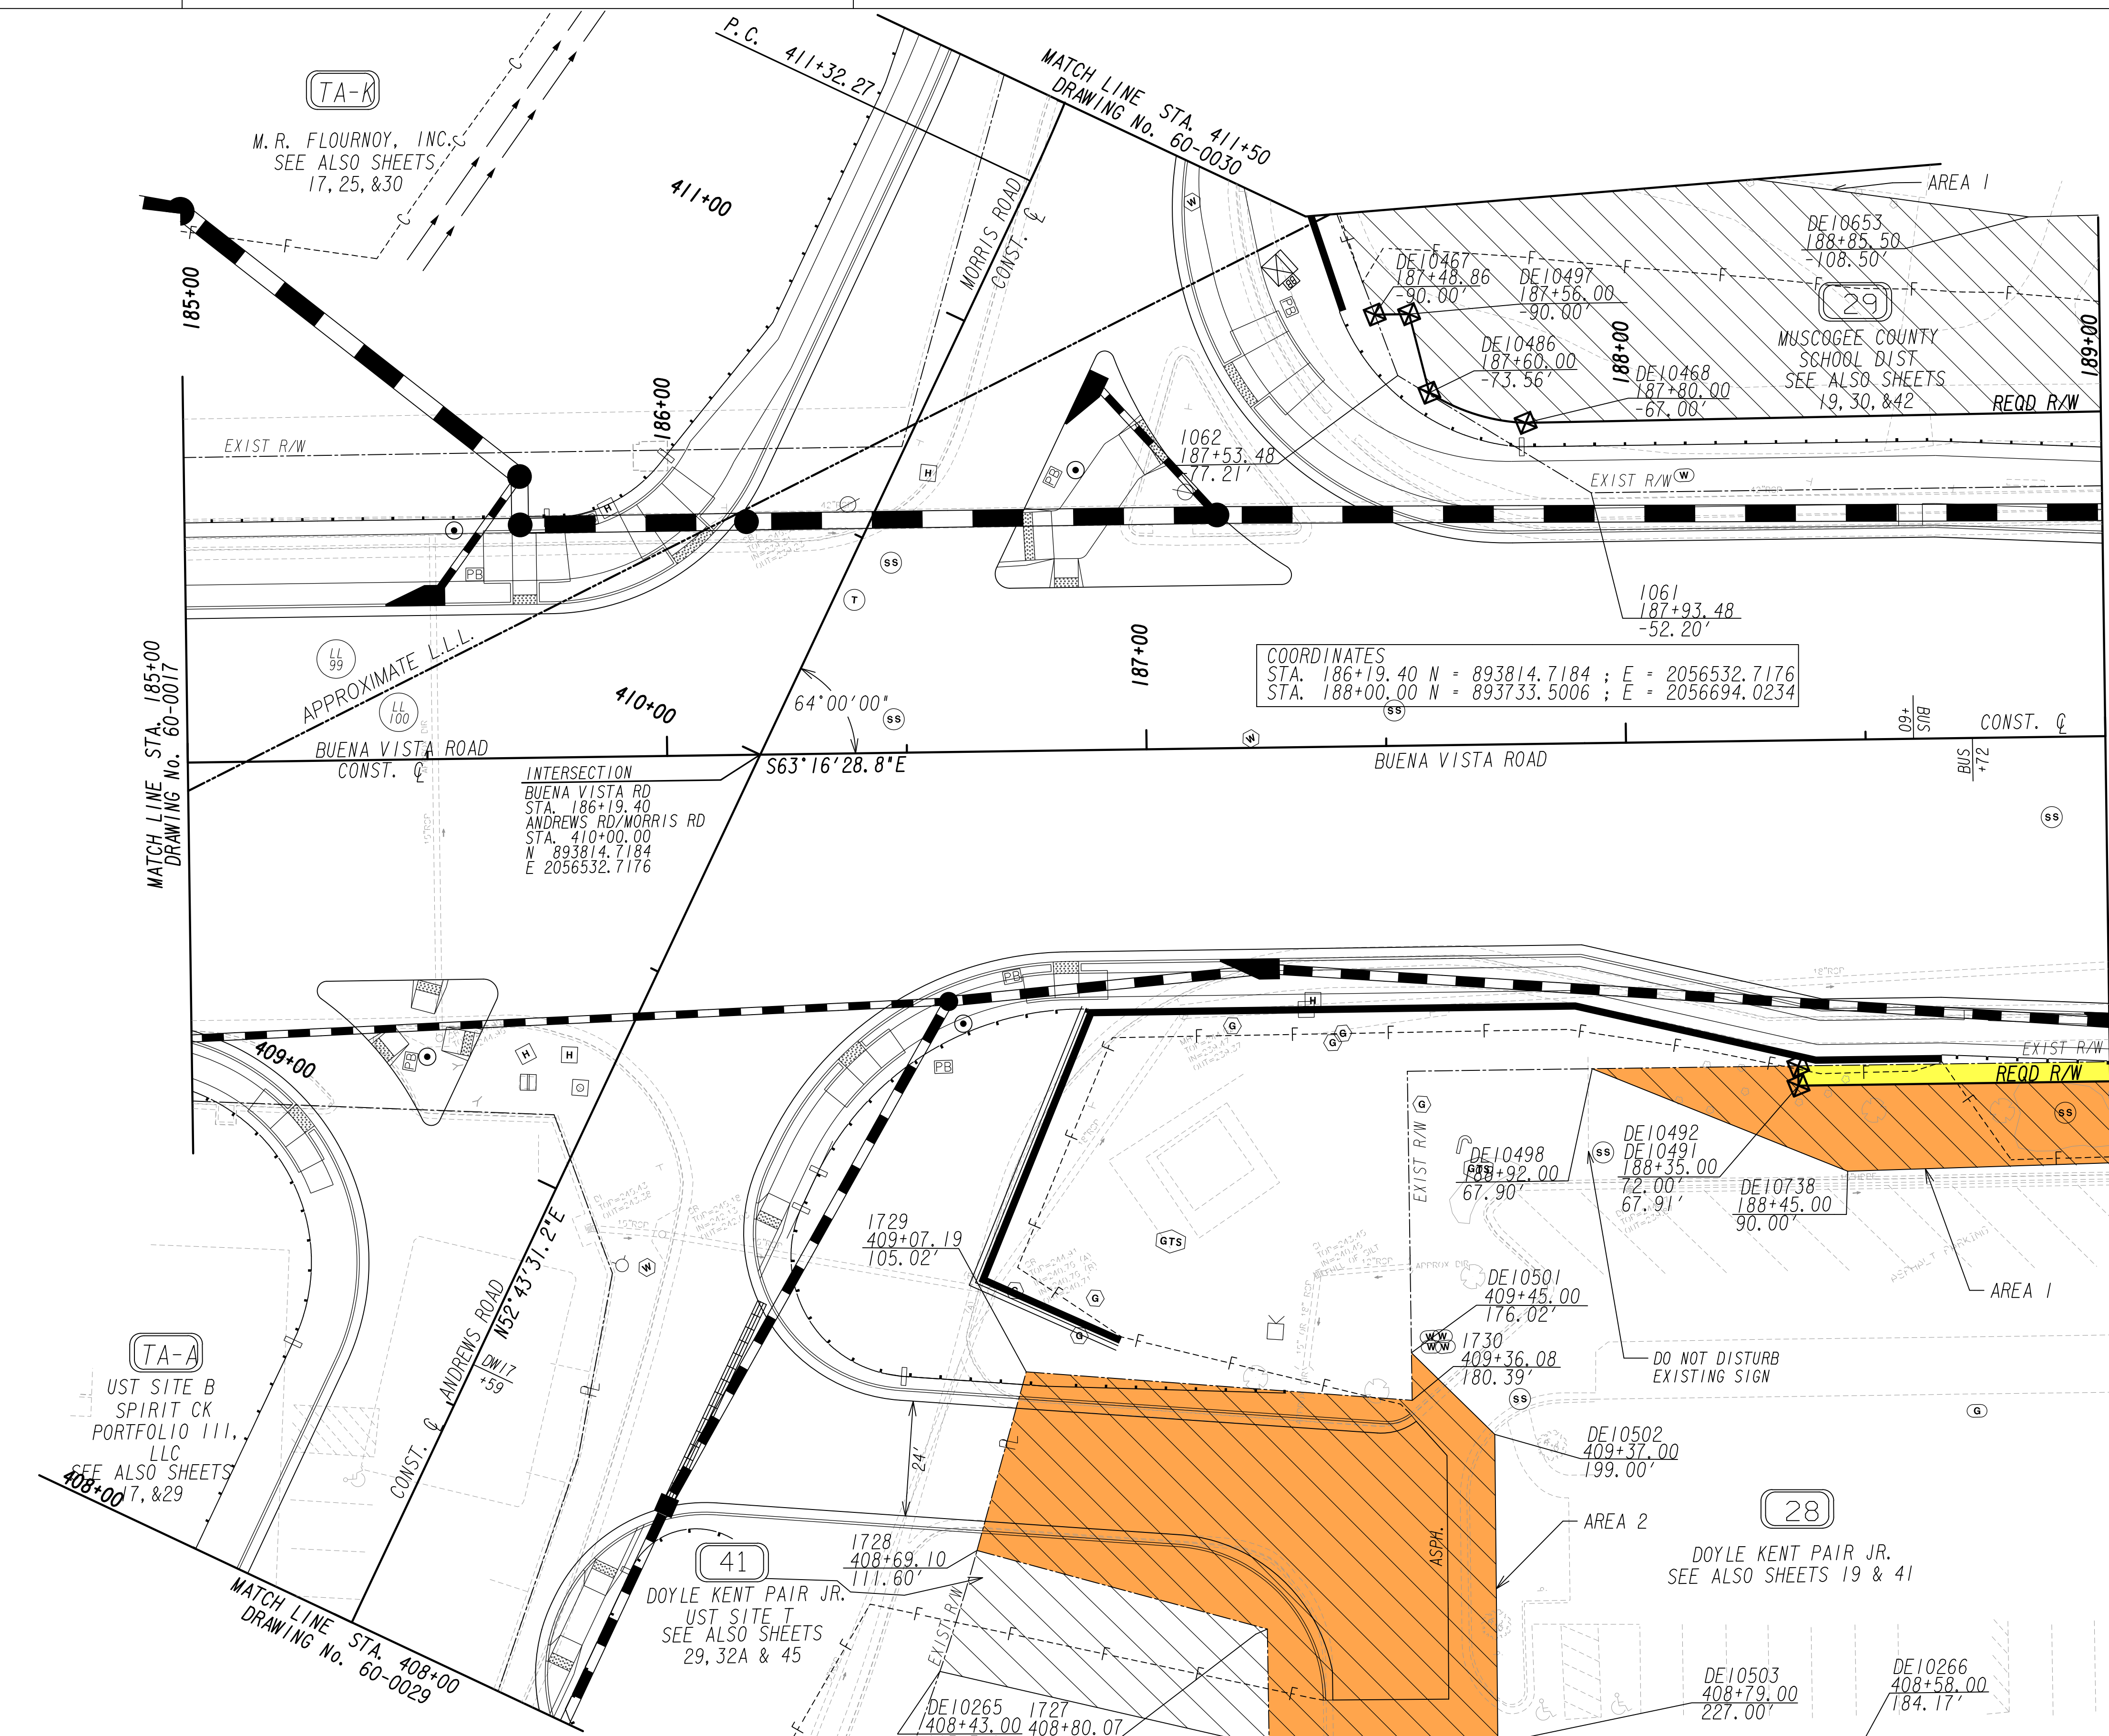 P.C. 411+32.27
MATCH LINE STA. 411+50
DRAWING No. 60-0030
TA-K
M.R. FLOURNOY, INC.
SEE ALSO SHEETS
17,25,&30
411+00
MORRIS ROAD
CONST. ℄
185+00
186+00
EXIST R/W
AREA 1
DE10653
188+85.50
-108.50'
29
MUSCOGEE COUNTY
SCHOOL DIST
SEE ALSO SHEETS
19,30,&42
DE10467
187+48.86
-90.00'
DE10497
187+56.00
-90.00'
DE10486
187+60.00
-73.56'
188+00
DE10468
187+80.00
-67.00'
189+00
REQD R/W
1062
187+53.48
-77.21'
EXIST R/W
1061
187+93.48
-52.20'
COORDINATES
STA. 186+19.40 N = 893814.7184 ; E = 2056532.7176
STA. 188+00.00 N = 893733.5006 ; E = 2056694.0234
187+00
MATCH LINE STA. 185+00
DRAWING No. 60-0017
LL
99
LL
100
APPROXIMATE L.L.L.
410+00
64°00'00"
BUENA VISTA ROAD
CONST. ℄
S63°16'28.8"E
BUENA VISTA ROAD
BUS
+60
CONST. ℄
BUS
+72
INTERSECTION
BUENA VISTA RD
STA. 186+19.40
ANDREWS RD/MORRIS RD
STA. 410+00.00
N 893814.7184
E 2056532.7176
409+00
EXIST R/W
REQD R/W
EXIST R/W
DE10498
186+92.00
67.90'
DE10492
DE10491
188+35.00
72.00'
67.91'
DE10738
188+45.00
90.00'
ASPHALT PARKING
AREA 1
1729
409+07.19
105.02'
DE10501
409+45.00
176.02'
1730
409+36.08
180.39'
DO NOT DISTURB
EXISTING SIGN
DE10502
409+37.00
199.00'
TA-A
UST SITE B
SPIRIT CK
PORTFOLIO III,
LLC
SEE ALSO SHEETS
17,&29
CONST. ℄ ANDREWS ROAD
N52°43'31.2"E
DW17
+59
24'
408+00
MATCH LINE STA. 408+00
DRAWING No. 60-0029
41
DOYLE KENT PAIR JR.
UST SITE T
SEE ALSO SHEETS
29,32A & 45
1728
408+69.10
111.60'
EXIST R/W
ASPH.
AREA 2
28
DOYLE KENT PAIR JR.
SEE ALSO SHEETS 19 & 41
DE10265
408+43.00
1727
408+80.07
DE10503
408+79.00
227.00'
DE10266
408+58.00
184.17'